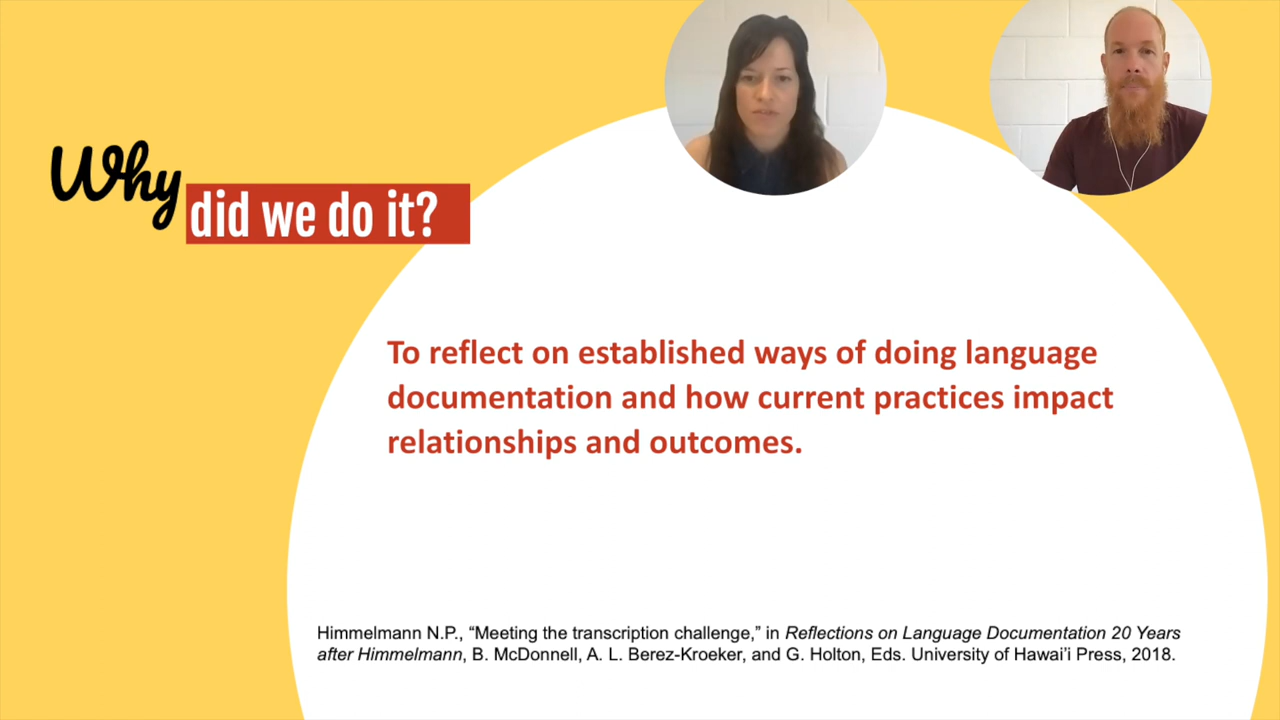 Why
did we do it?
To reflect on established ways of doing language
documentation and how current practices impact
relationships and outcomes.
Himmelmann N.P., “Meeting the transcription challenge,” in Reflections on Language Documentation 20 Years
after Himmelmann, B. McDonnell, A. L. Berez-Kroeker, and G. Holton, Eds. University of Hawai’i Press, 2018.